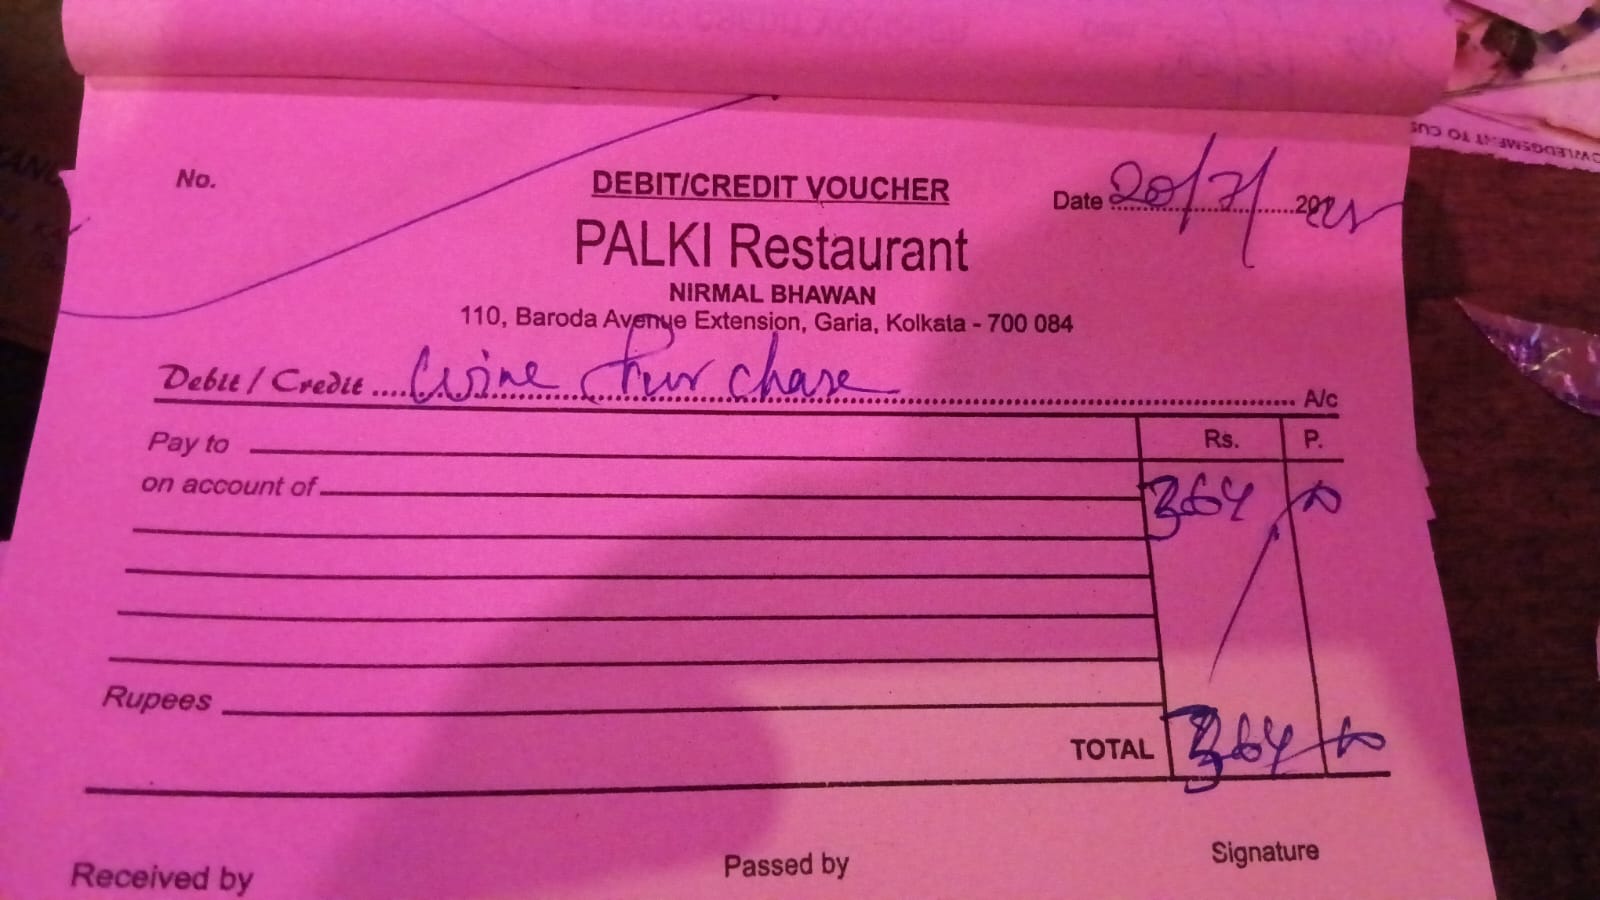 No.
DEBIT/CREDIT VOUCHER
Date 20/7/2022
PALKI Restaurant
NIRMAL BHAWAN
110, Baroda Avenue Extension, Garia, Kolkata - 700 084
Debit / Credit .... Wine Purchase A/c
Pay to Rs. P.
on account of 364 00
Rupees
TOTAL 364 00
Received by Passed by Signature